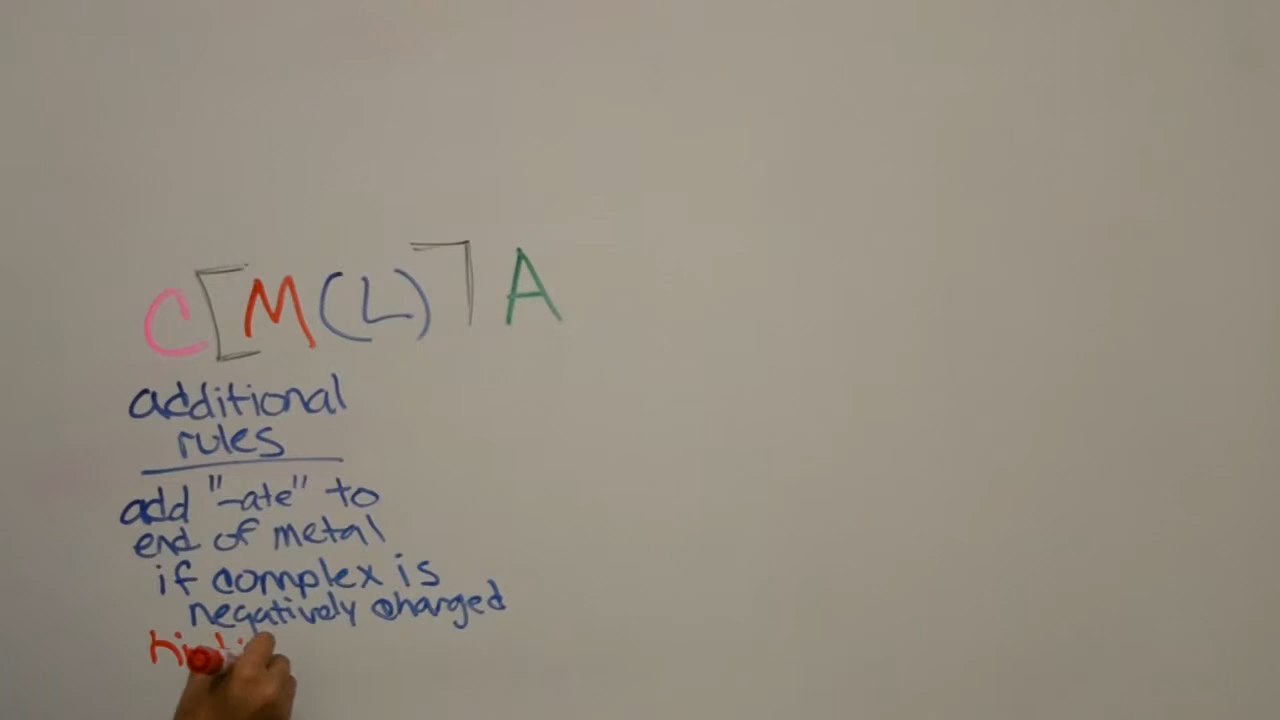 C[M(L)]A
additional
rules
add "-ate" to
end of metal
if complex is
negatively charged